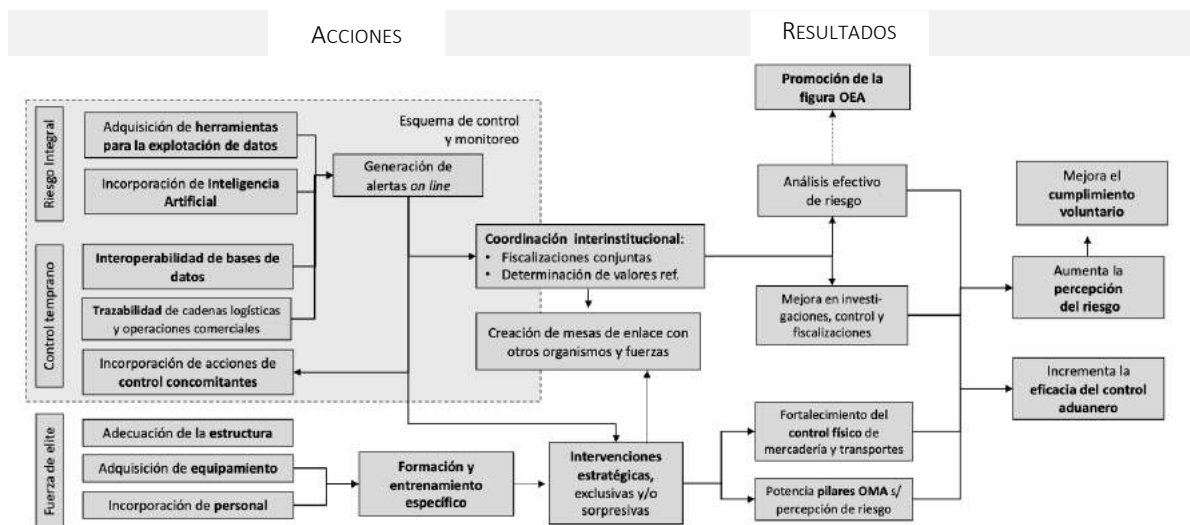 ACCIONES
RESULTADOS
Riesgo Integral
Adquisición de herramientas
para la explotación de datos
Incorporación de Inteligencia
Artificial
Esquema de control
y monitoreo
Generación de
alertas on line
Control temprano
Interoperabilidad de bases de
datos
Trazabilidad de cadenas logísticas
y operaciones comerciales
Incorporación de acciones de
control concomitantes
Coordinación interinstitucional:
• Fiscalizaciones conjuntas
• Determinación de valores ref.
Creación de mesas de enlace con
otros organismos y fuerzas
Fuerza de elite
Adecuación de la estructura
Adquisición de equipamiento
Incorporación de personal
Formación y
entrenamiento
específico
Intervenciones
estratégicas,
exclusivas y/o
sorpresivas
Promoción de la
figura OEA
Análisis efectivo
de riesgo
Mejora en investi-
gaciones, control y
fiscalizaciones
Fortalecimiento del
control físico de
mercadería y transportes
Potencia pilares OMA s/
percepción de riesgo
Mejora el
cumplimiento
voluntario
Aumenta la
percepción
del riesgo
Incrementa la
eficacia del control
aduanero